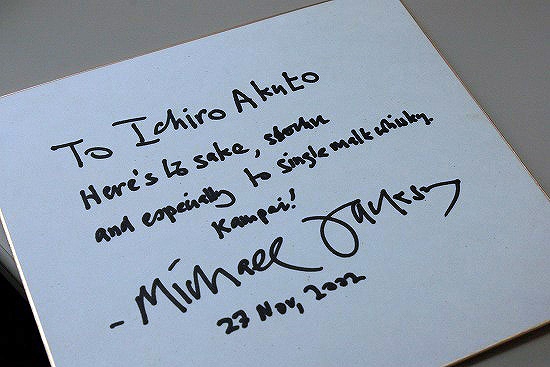 To Ichiro Akuto
Here's to sake, shochu
and especially to single malt whisky.
Kampai!
- Michael Jackson
27 Nov, 2002